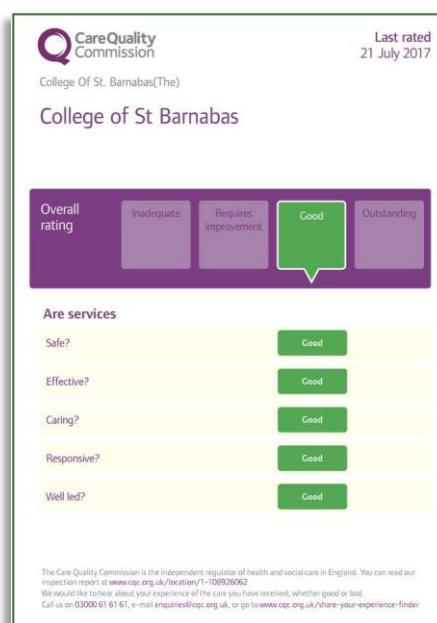 CareQuality
Commission
Last rated
21 July 2017
College Of St. Barnabas(The)
College of St Barnabas
Overall
rating
Inadequate
Requires
improvement
Good
Outstanding
Are services
Safe?
Good
Effective?
Good
Caring?
Good
Responsive?
Good
Well led?
Good
The Care Quality Commission is the independent regulator of health and social care in England. You can read our
inspection report at www.cqc.org.uk/location/1-108926062
We would like to hear about your experience of the care you have received, whether good or bad.
Call us on 03000 61 61 61, e-mail enquiries@cqc.org.uk, or go to www.cqc.org.uk/share-your-experience-finder